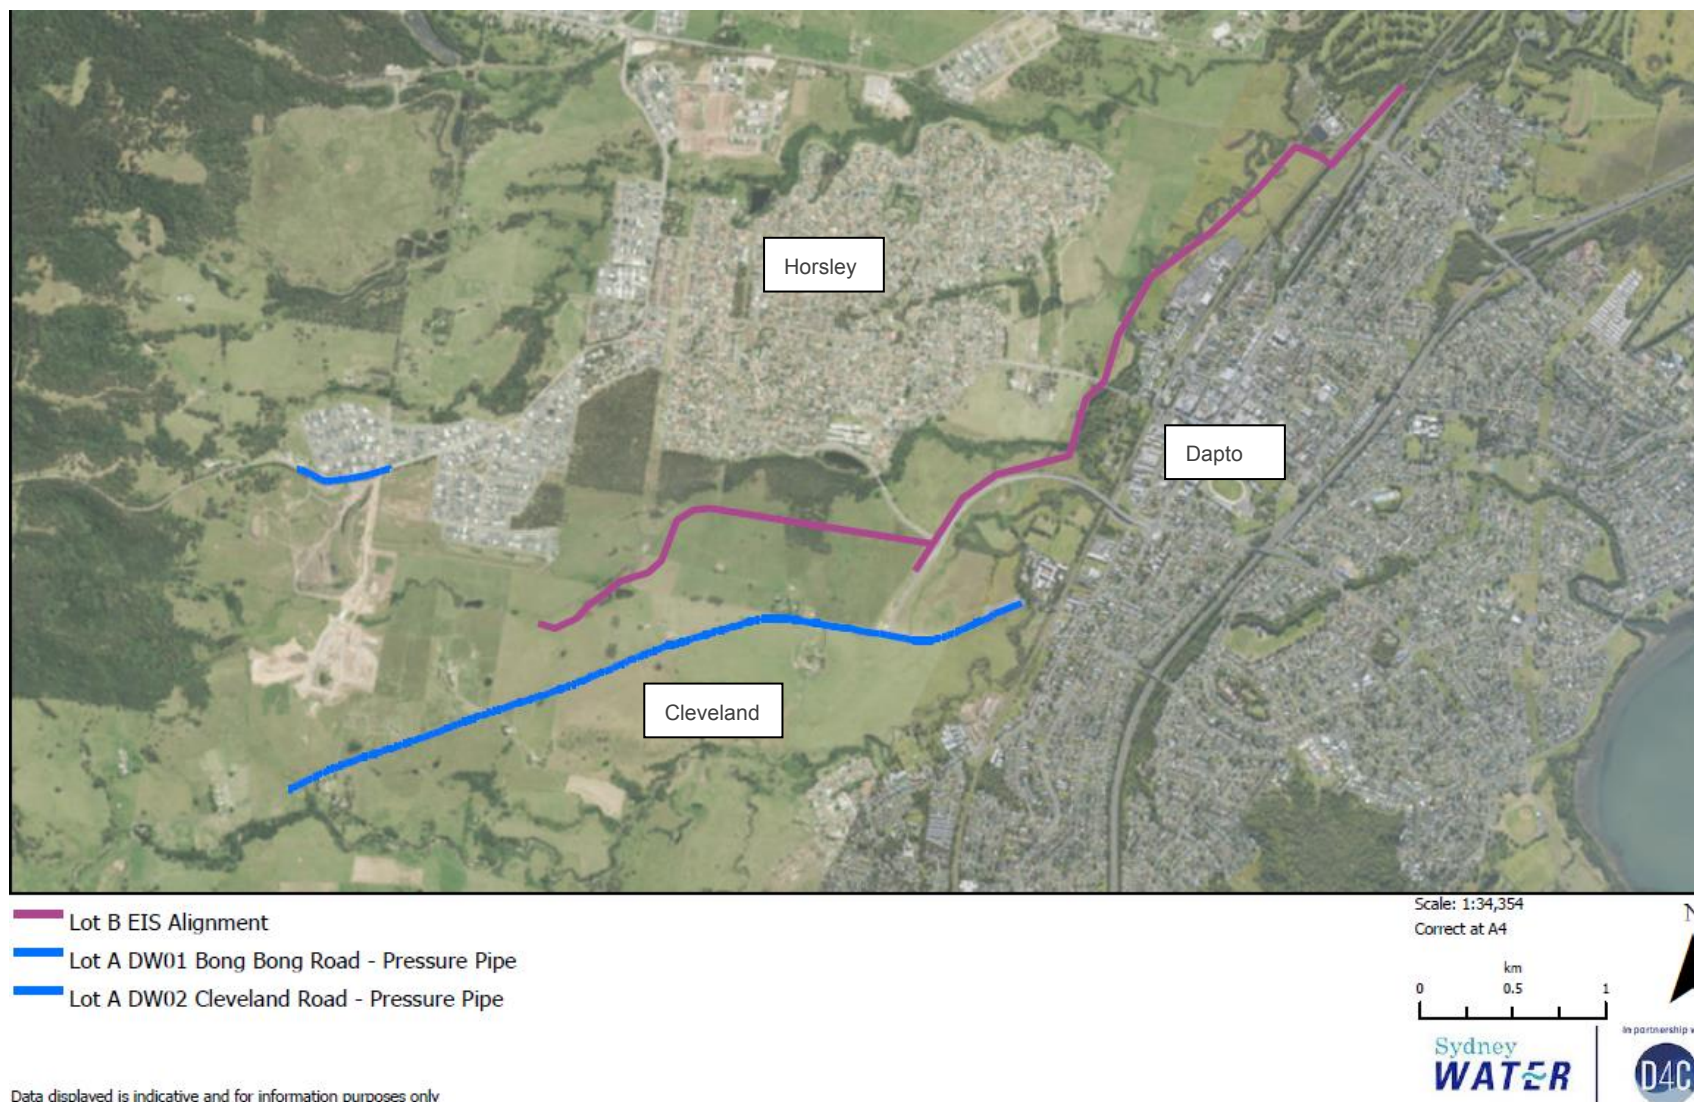 Horsley
Dapto
Cleveland
Lot B EIS Alignment
Lot A DW01 Bong Bong Road - Pressure Pipe
Lot A DW02 Cleveland Road - Pressure Pipe
Scale: 1:34,354
Correct at A4
km
0 0.5 1
N
In partnership w
Sydney
WATER
D4C
Data displayed is indicative and for information purposes only